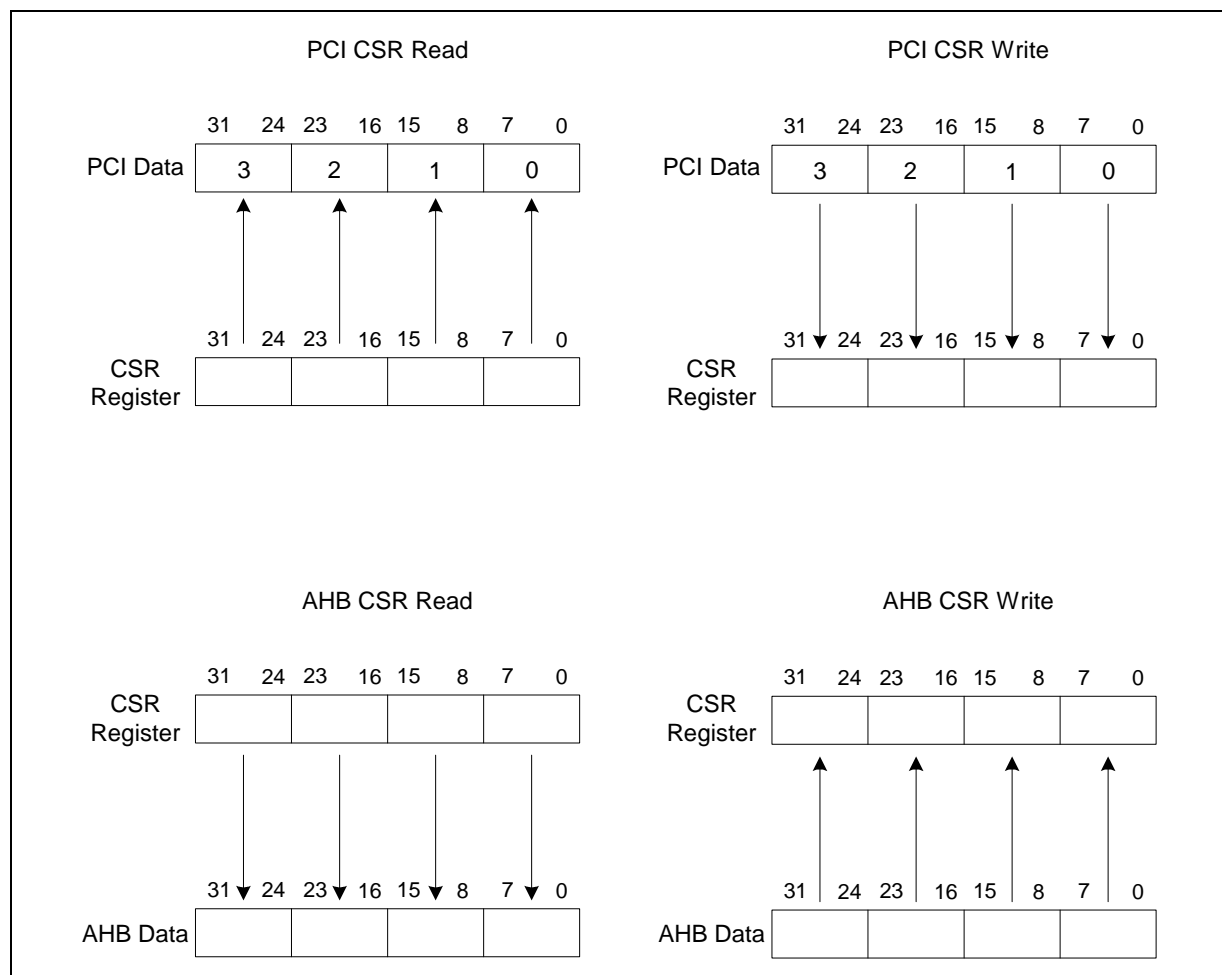 PCI CSR Read
31 24 23 16 15 8 7 0
PCI Data 3 2 1 0
31 24 23 16 15 8 7 0
CSR
Register
PCI CSR Write
31 24 23 16 15 8 7 0
PCI Data 3 2 1 0
31 24 23 16 15 8 7 0
CSR
Register
AHB CSR Read
31 24 23 16 15 8 7 0
CSR
Register
31 24 23 16 15 8 7 0
AHB Data
AHB CSR Write
31 24 23 16 15 8 7 0
CSR
Register
31 24 23 16 15 8 7 0
AHB Data